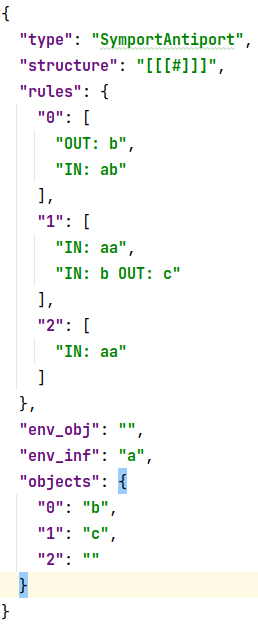 {
  "type": "SymportAntiport",
  "structure": "[[[#]]]",
  "rules": {
    "0": [
      "OUT: b",
      "IN: ab"
    ],
    "1": [
      "IN: aa",
      "IN: b OUT: c"
    ],
    "2": [
      "IN: aa"
    ]
  },
  "env_obj": "",
  "env_inf": "a",
  "objects": {
    "0": "b",
    "1": "c",
    "2": ""
  }
}